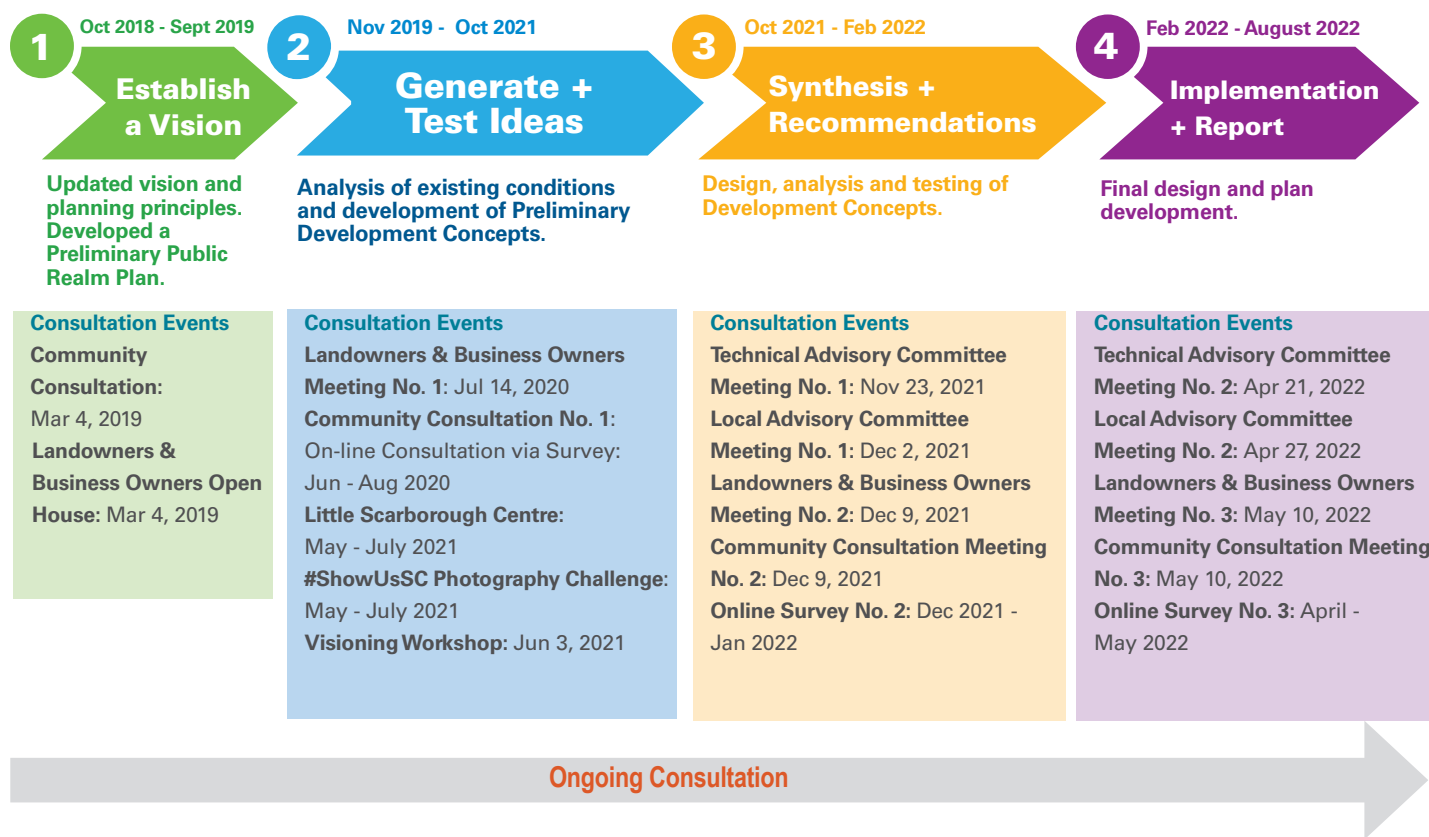 1
Oct 2018 - Sept 2019
Establish
a Vision
Updated vision and
planning principles.
Developed a
Preliminary Public
Realm Plan.
Consultation Events
Community
Consultation:
Mar 4, 2019
Landowners &
Business Owners Open
House: Mar 4, 2019
2
Nov 2019 - Oct 2021
Generate +
Test Ideas
Analysis of existing conditions
and development of Preliminary
Development Concepts.
Consultation Events
Landowners & Business Owners
Meeting No. 1: Jul 14, 2020
Community Consultation No. 1:
On-line Consultation via Survey:
Jun - Aug 2020
Little Scarborough Centre:
May - July 2021
#ShowUsSC Photography Challenge:
May - July 2021
Visioning Workshop: Jun 3, 2021
3
Oct 2021 - Feb 2022
Synthesis +
Recommendations
Design, analysis and testing of
Development Concepts.
Consultation Events
Technical Advisory Committee
Meeting No. 1: Nov 23, 2021
Local Advisory Committee
Meeting No. 1: Dec 2, 2021
Landowners & Business Owners
Meeting No. 2: Dec 9, 2021
Community Consultation Meeting
No. 2: Dec 9, 2021
Online Survey No. 2: Dec 2021 -
Jan 2022
4
Feb 2022 - August 2022
Implementation
+ Report
Final design and plan
development.
Consultation Events
Technical Advisory Committee
Meeting No. 2: Apr 21, 2022
Local Advisory Committee
Meeting No. 2: Apr 27, 2022
Landowners & Business Owners
Meeting No. 3: May 10, 2022
Community Consultation Meeting
No. 3: May 10, 2022
Online Survey No. 3: April -
May 2022
Ongoing Consultation